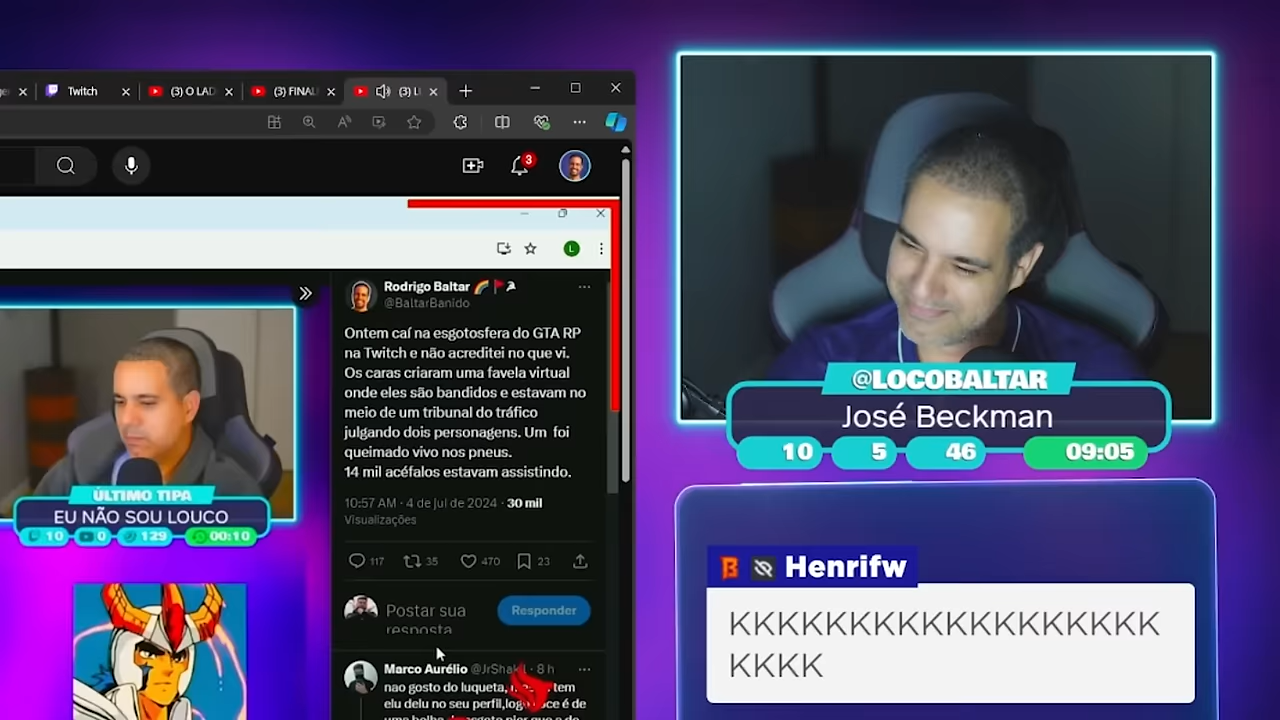 Twitch
(3) O LAD
(3) FINAL
(3) LI
3
L
Rodrigo Baltar
@BaltarBanido
Ontem caí na esgotosfera do GTA RP
na Twitch e não acreditei no que vi.
Os caras criaram uma favela virtual
onde eles são bandidos e estavam no
meio de um tribunal do tráfico
julgando dois personagens. Um foi
queimado vivo nos pneus.
14 mil acéfalos estavam assistindo.
10:57 AM · 4 de jul de 2024 · 30 mil
Visualizações
117 35 470 23
Postar sua
resposta
Responder
Marco Aurélio 8 h
nao gosto do luqueta, tem
elu delu no seu perfil,logo é de
ÚLTIMO TIPA
EU NÃO SOU LOUCO
10 0 129 00:10
@LOCOBALTAR
José Beckman
10 5 46 09:05
Henrifw
KKKKKKKKKKKKKKKKKK
KKKK